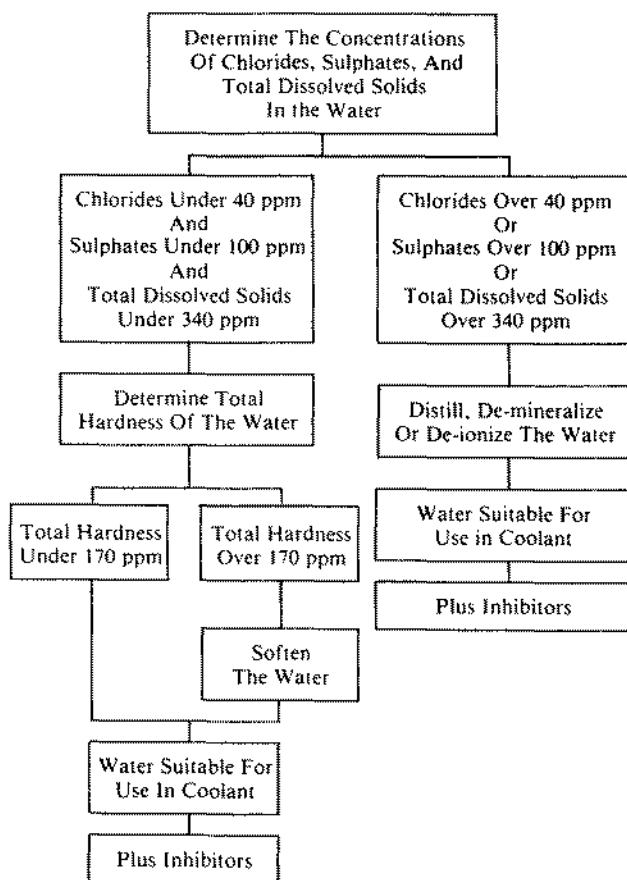 Determine The Concentrations
Of Chlorides, Sulphates, And
Total Dissolved Solids
In the Water
Chlorides Under 40 ppm
And
Sulphates Under 100 ppm
And
Total Dissolved Solids
Under 340 ppm
Chlorides Over 40 ppm
Or
Sulphates Over 100 ppm
Or
Total Dissolved Solids
Over 340 ppm
Determine Total
Hardness Of The Water
Distill, De-mineralize
Or De-ionize The Water
Total Hardness
Under 170 ppm
Total Hardness
Over 170 ppm
Water Suitable For
Use in Coolant
Plus Inhibitors
Soften
The Water
Water Suitable For
Use In Coolant
Plus Inhibitors